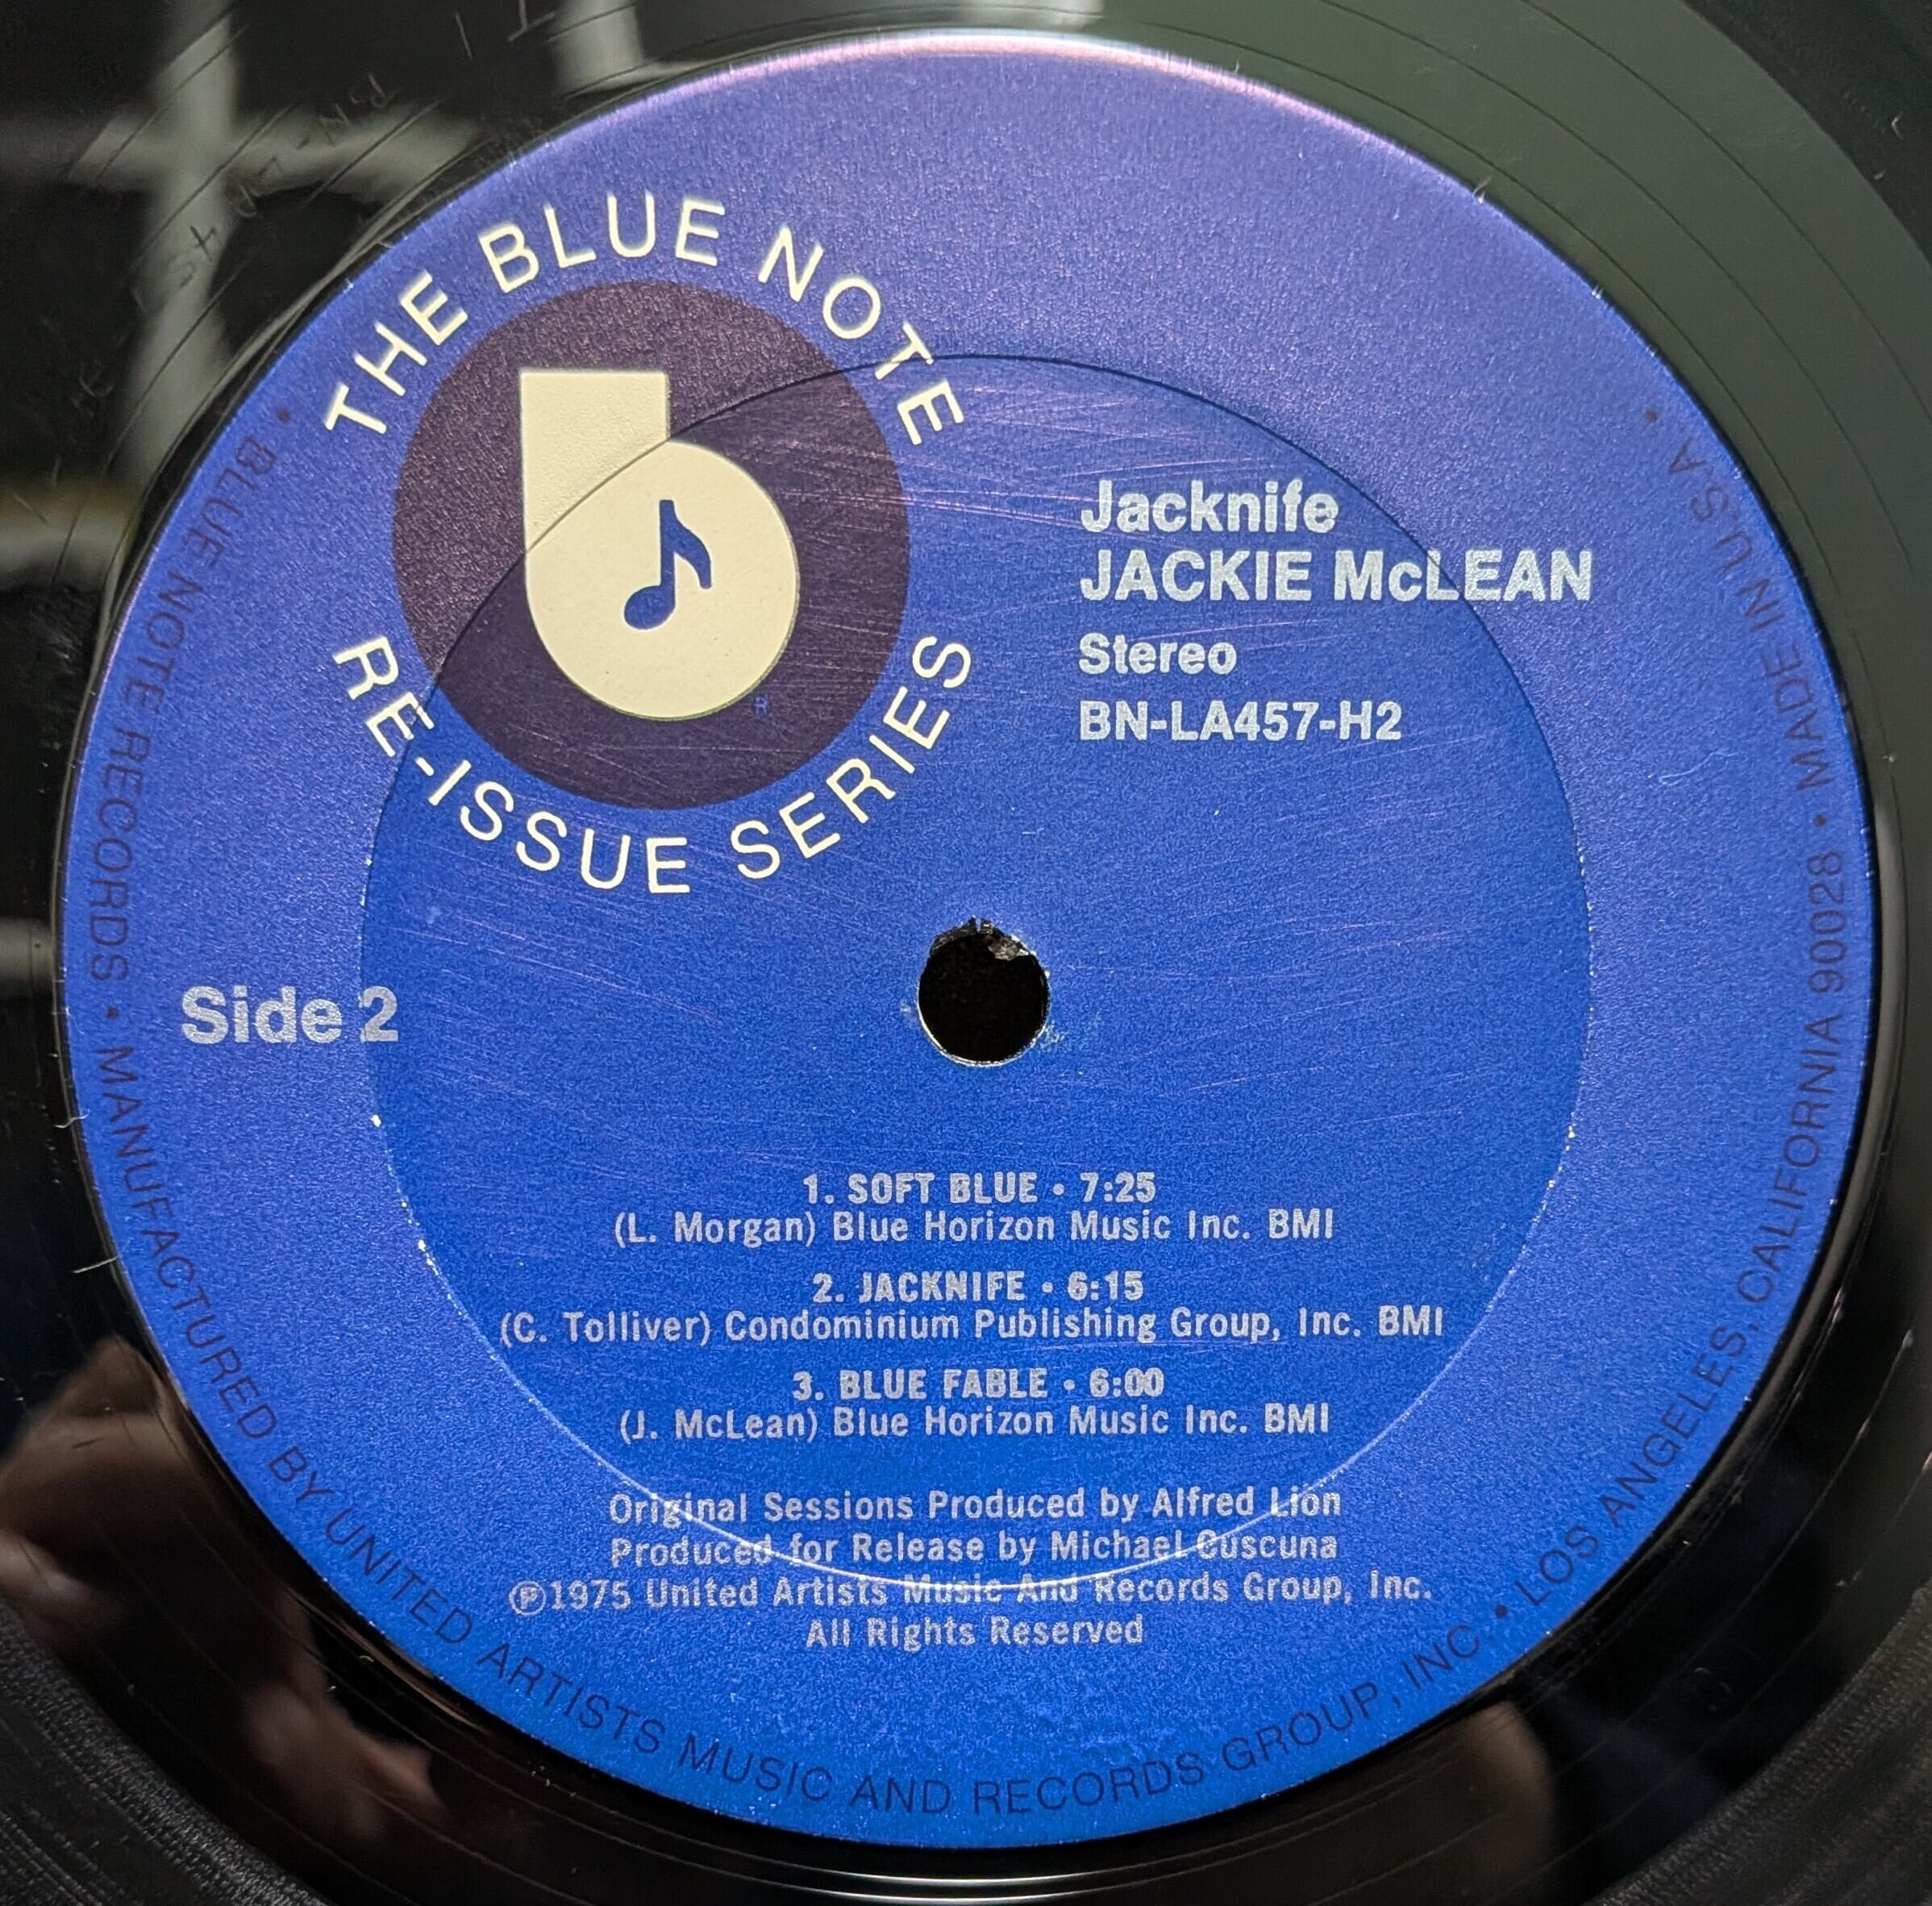 THE BLUE NOTE
RE-ISSUE SERIES
R
Jacknife
JACKIE McLEAN
Stereo
BN-LA457-H2
Side 2
1. SOFT BLUE • 7:25
(L. Morgan) Blue Horizon Music Inc. BMI
2. JACKNIFE • 6:15
(C. Tolliver) Condominium Publishing Group, Inc. BMI
3. BLUE FABLE • 6:00
(J. McLean) Blue Horizon Music Inc. BMI
Original Sessions Produced by Alfred Lion
Produced for Release by Michael Cuscuna
℗1975 United Artists Music And Records Group, Inc.
All Rights Reserved
• BLUE NOTE RECORDS • MANUFACTURED BY UNITED ARTISTS MUSIC AND RECORDS GROUP, INC. • LOS ANGELES, CALIFORNIA 90028 • MADE IN U.S.A. •